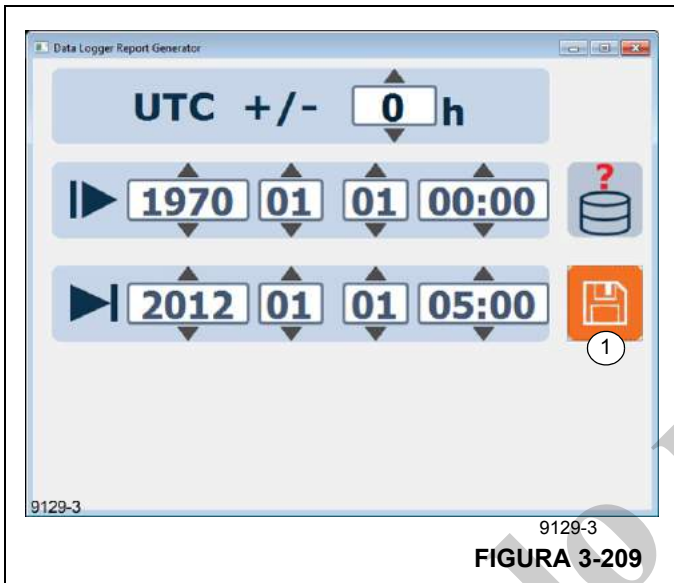 Data Logger Report Generator
UTC +/- 0 h
1970 01 01 00:00
?
2012 01 01 05:00
1
9129-3
9129-3
FIGURA 3-209